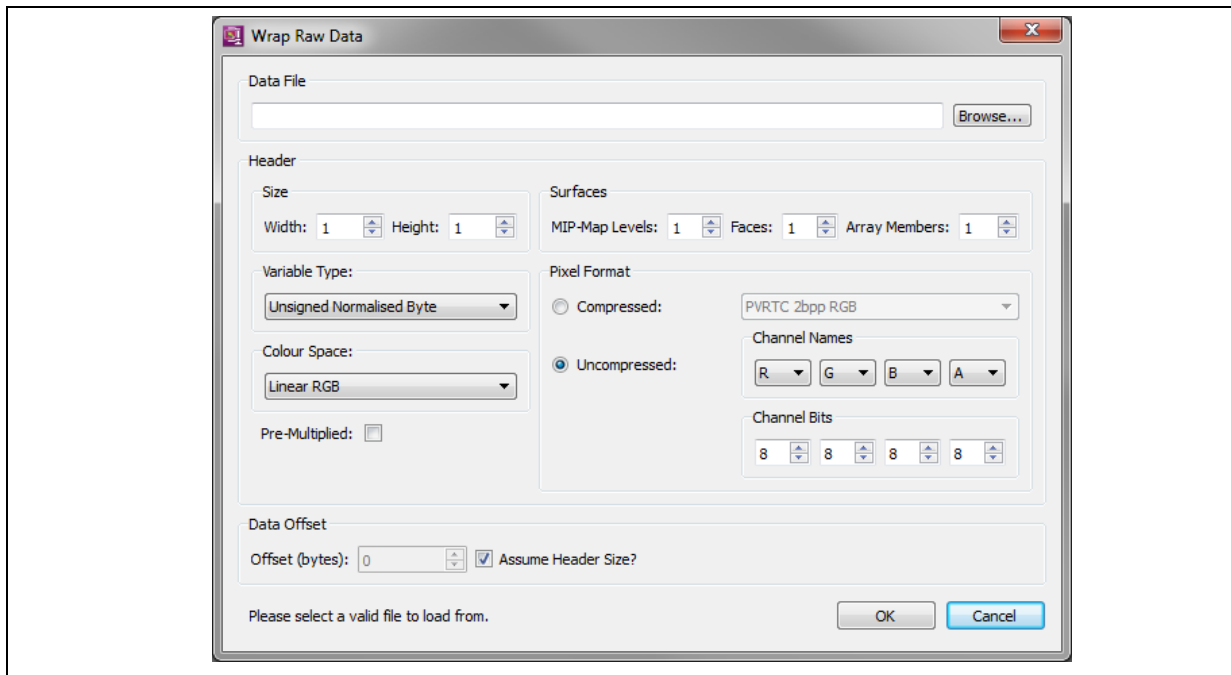 Wrap Raw Data
Data File
Browse...
Header
Size
Width: 1 Height: 1
Surfaces
MIP-Map Levels: 1 Faces: 1 Array Members: 1
Variable Type:
Unsigned Normalised Byte
Colour Space:
Linear RGB
Pre-Multiplied:
Pixel Format
Compressed: PVRTC 2bpp RGB
Uncompressed:
Channel Names
R G B A
Channel Bits
8 8 8 8
Data Offset
Offset (bytes): 0 Assume Header Size?
Please select a valid file to load from. OK Cancel